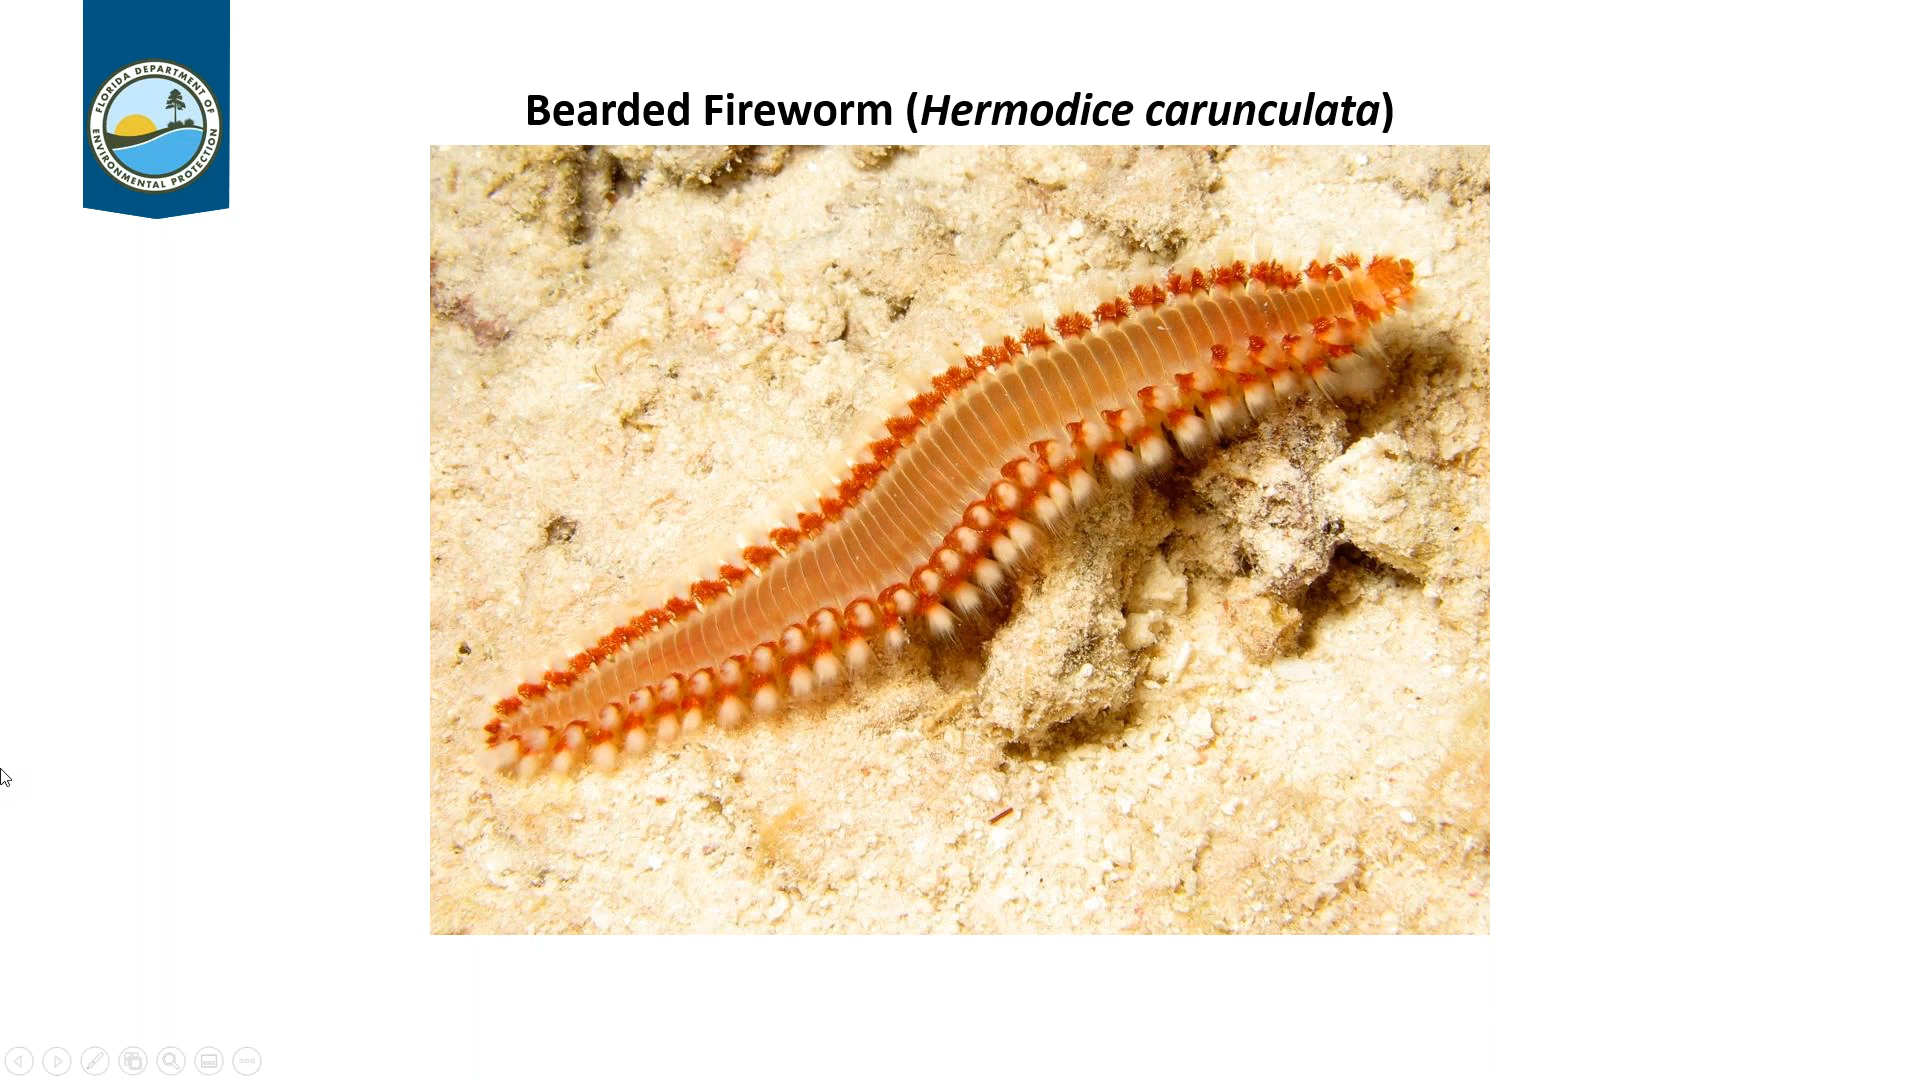 FLORIDA DEPARTMENT OF
ENVIRONMENTAL PROTECTION
Bearded Fireworm (Hermodice carunculata)